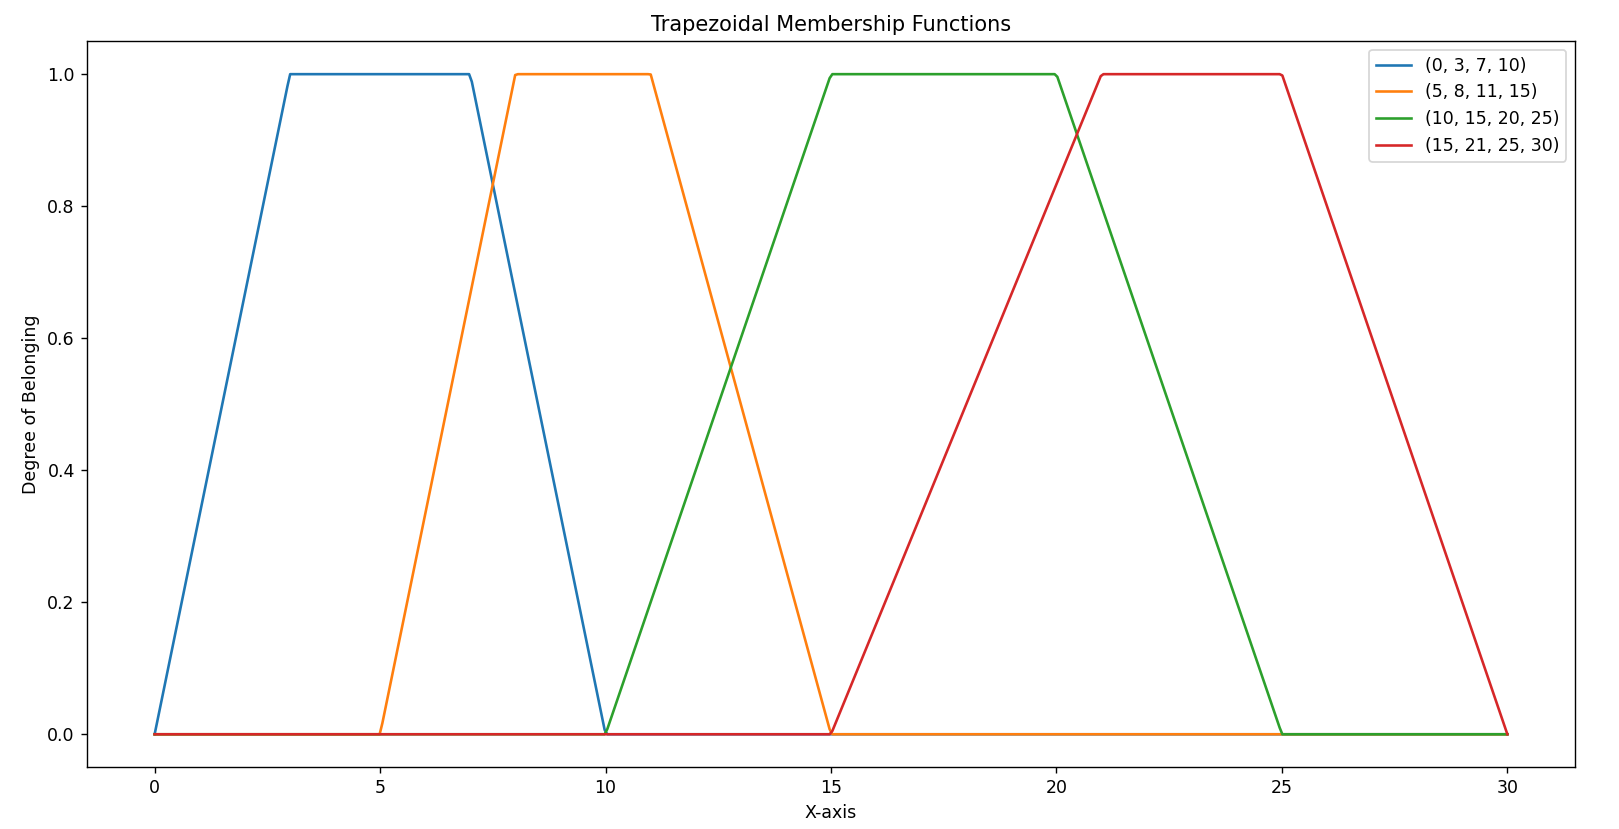 Trapezoidal Membership Functions
(0, 3, 7, 10)
(5, 8, 11, 15)
(10, 15, 20, 25)
(15, 21, 25, 30)
Degree of Belonging
1.0
0.8
0.6
0.4
0.2
0.0
0 5 10 15 20 25 30
X-axis